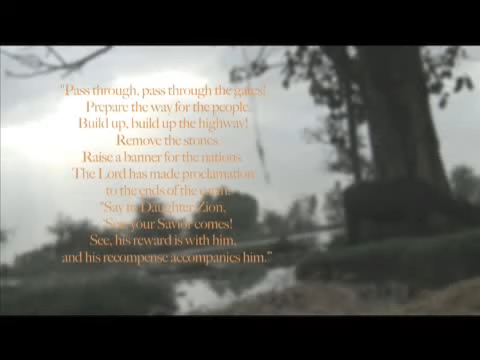 "Pass through, pass through the gates!
Prepare the way for the people.
Build up, build up the highway!
Remove the stones.
Raise a banner for the nations.
The Lord has made proclamation
to the ends of the earth:
"Say to Daughter Zion,
'See, your Savior comes!
See, his reward is with him,
and his recompense accompanies him.'"